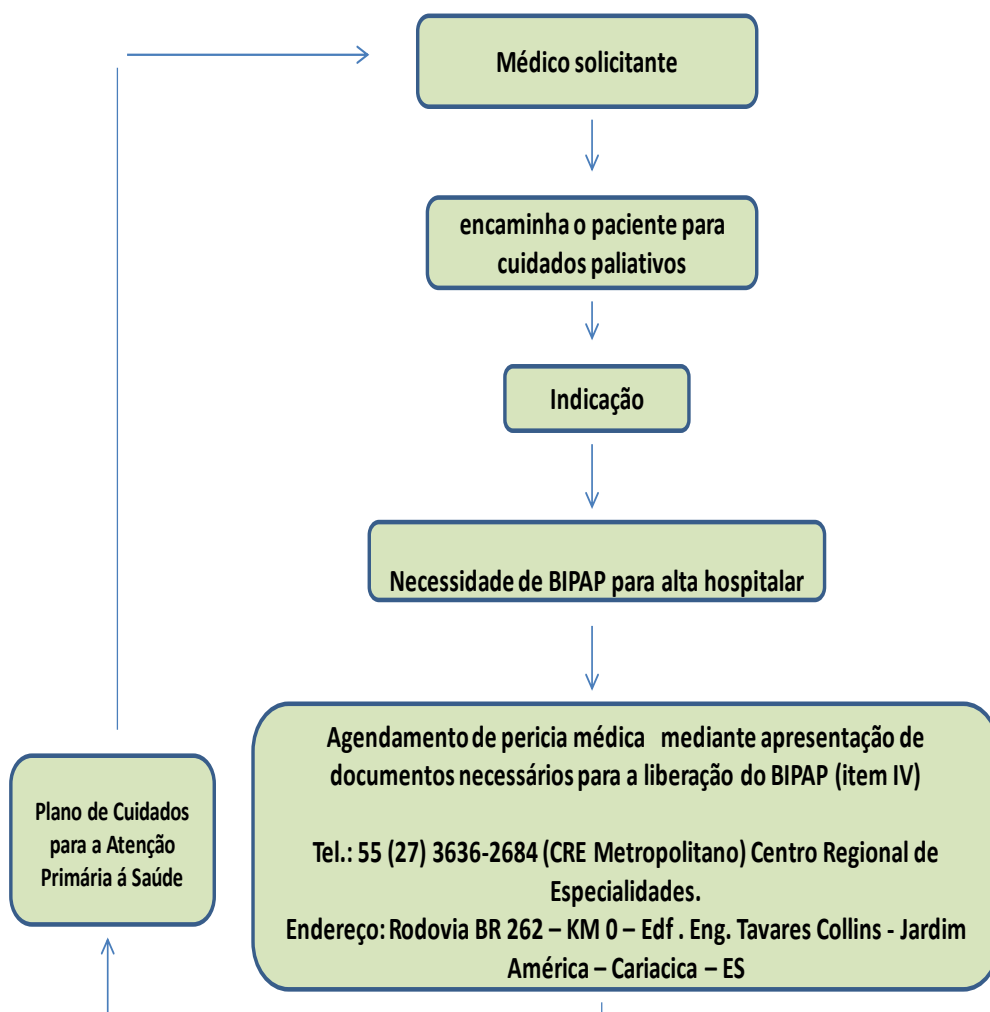 Médico solicitante
encaminha o paciente para
cuidados paliativos
Indicação
Necessidade de BIPAP para alta hospitalar
Agendamento de pericia médica mediante apresentação de
documentos necessários para a liberação do BIPAP (item IV)
Tel.: 55 (27) 3636-2684 (CRE Metropolitano) Centro Regional de
Especialidades.
Endereço: Rodovia BR 262 – KM 0 – Edf . Eng. Tavares Collins - Jardim
América – Cariacica – ES
Plano de Cuidados
para a Atenção
Primária á Saúde